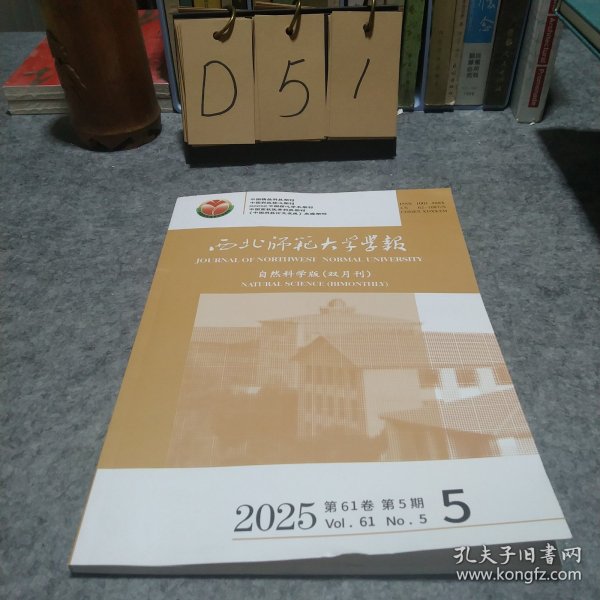 D 5 1
西北师范大学学报
JOURNAL OF NORTHWEST NORMAL UNIVERSITY
自然科学版(双月刊)
NATURAL SCIENCE (BIMONTHLY)
2025 第61卷 第5期 5
Vol. 61 No. 5
孔夫子旧书网
www.kongfz.com